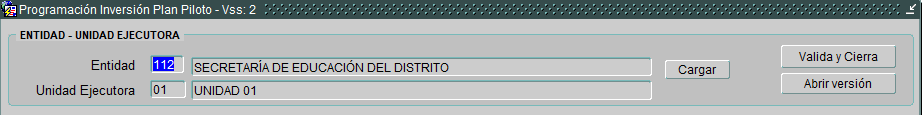 Programación Inversión Plan Piloto - Vss: 2
ENTIDAD - UNIDAD EJECUTORA
Entidad 112 SECRETARÍA DE EDUCACIÓN DEL DISTRITO Cargar Valida y Cierra
Unidad Ejecutora 01 UNIDAD 01 Abrir versión